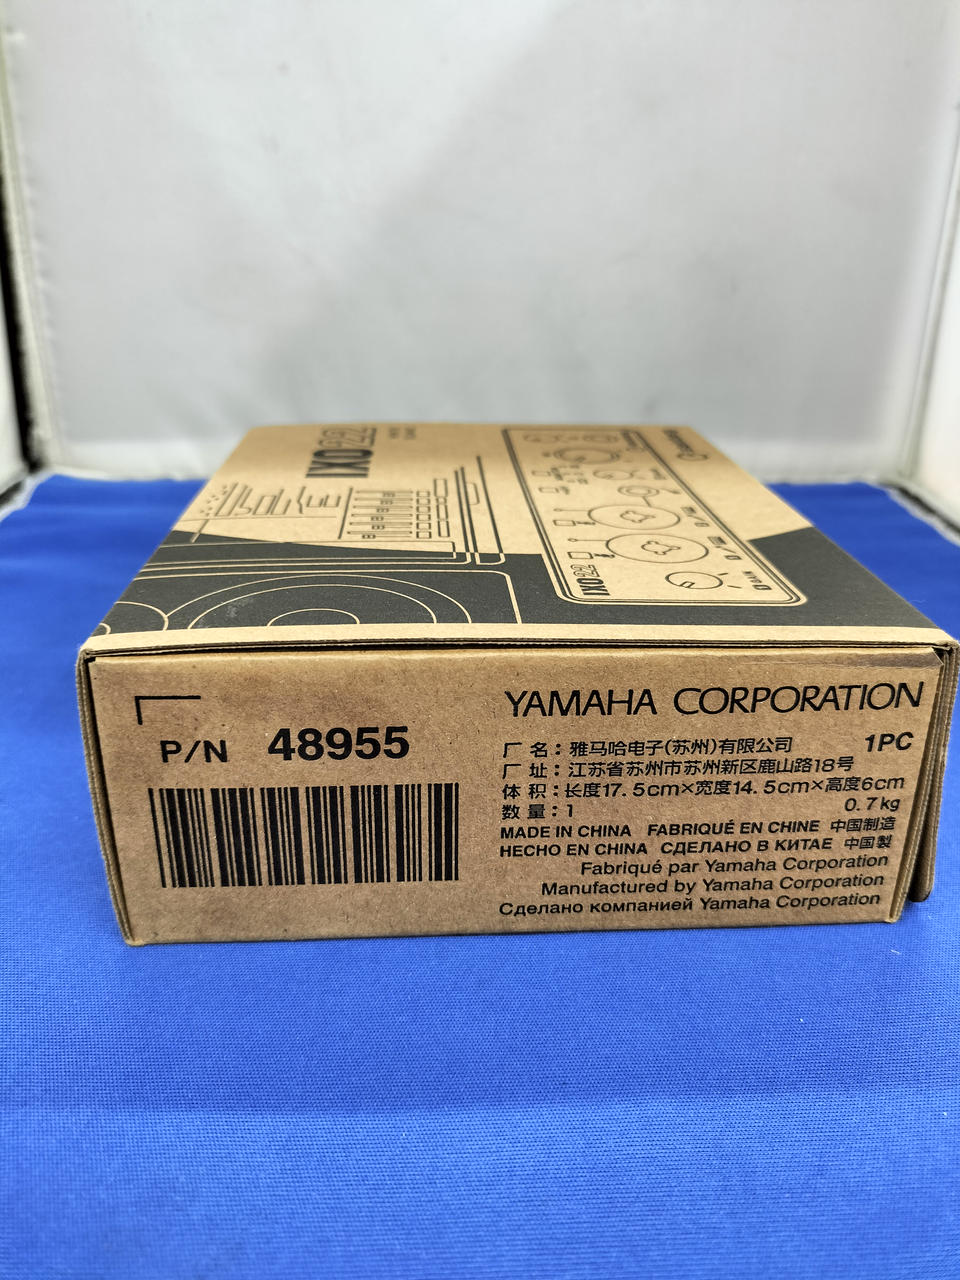 IXO22
IXO22
GAIN
P/N 48955
YAMAHA CORPORATION
厂 名：雅马哈电子(苏州)有限公司 1PC
厂 址：江苏省苏州市苏州新区鹿山路18号
体 积：长度17.5cm×宽度14.5cm×高度6cm
数 量：1 0.7kg
MADE IN CHINA FABRIQUÉ EN CHINE 中国制造
HECHO EN CHINA СДЕЛАНО В КИТАЕ 中國製
Fabriqué par Yamaha Corporation
Manufactured by Yamaha Corporation
Сделано компанией Yamaha Corporation